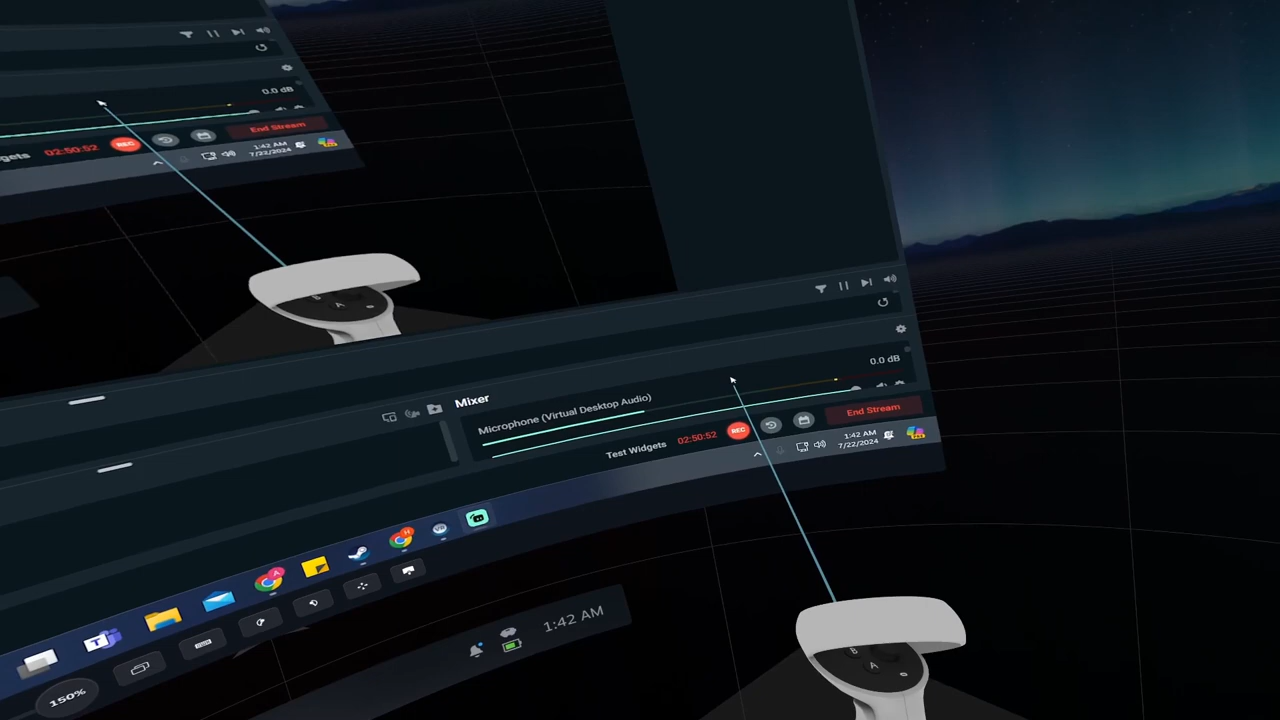 0.0 dB
gets 02:50:52 REC End Stream
1:42 AM
7/22/2024
B
A
0.0 dB
Mixer
Microphone (Virtual Desktop Audio)
Test Widgets 02:50:52 REC End Stream
1:42 AM
7/22/2024
1:42 AM
150%
B
A